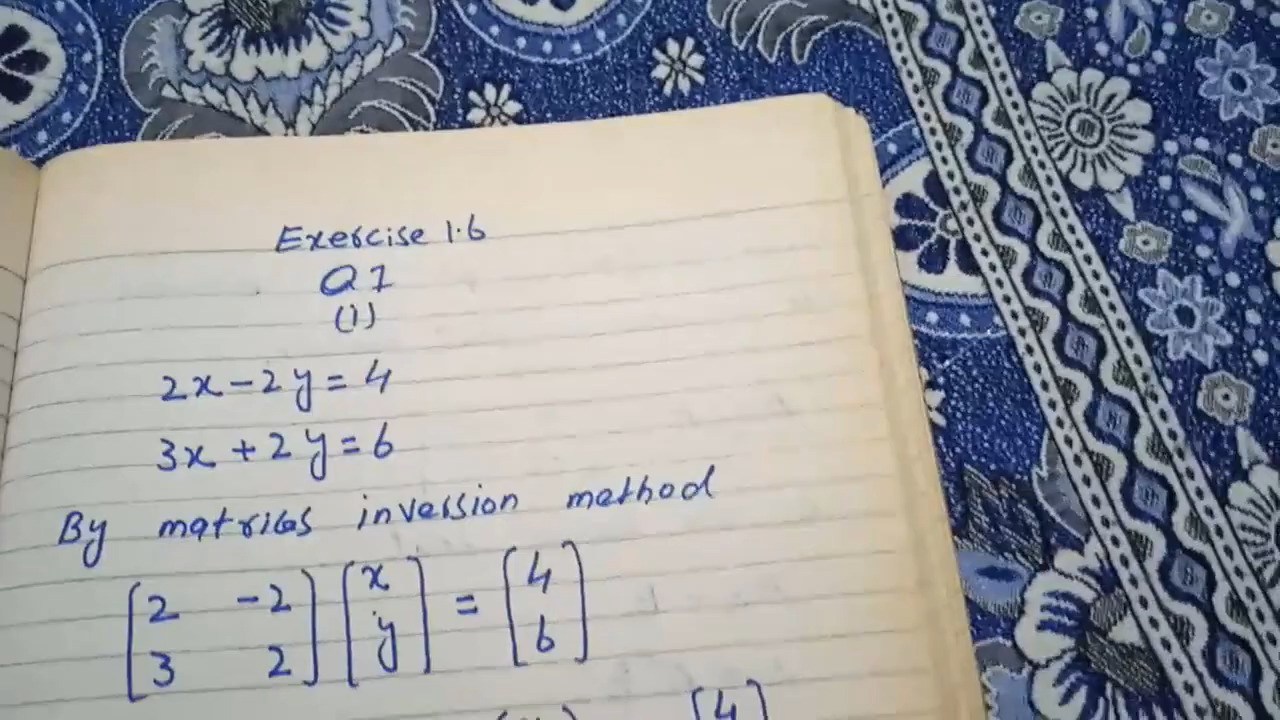 Exercise 1.6
Q1
(i)
2x - 2y = 4
3x + 2y = 6
By matrices inversion method
[2 -2] [x] = [4]
[3 2] [y] [6]
[4]